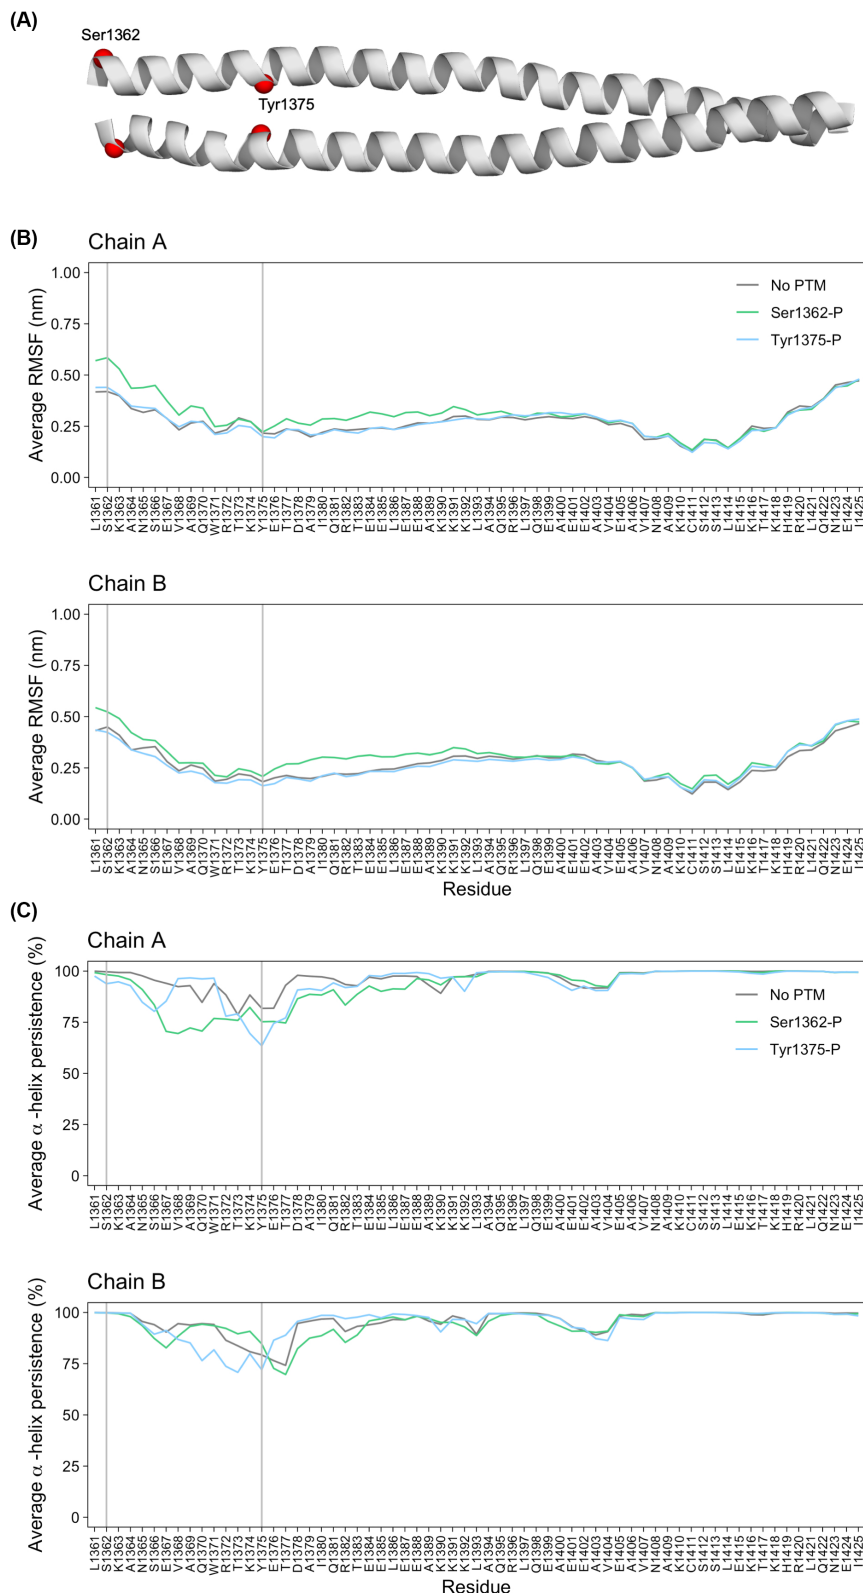 (A)
Ser1362
Tyr1375
(B)
Chain A
Average RMSF (nm)
1.00
0.75
0.50
0.25
0.00
No PTM
Ser1362-P
Tyr1375-P
L1361 S1362 K1363 A1364 N1365 S1366 E1367 V1368 A1369 Q1370 W1371 R1372 T1373 K1374 Y1375 E1376 T1377 D1378 A1379 I1380 Q1381 R1382 T1383 E1384 E1385 L1386 E1387 E1388 A1389 K1390 K1391 K1392 L1393 A1394 Q1395 R1396 L1397 Q1398 E1399 A1400 E1401 E1402 A1403 V1404 E1405 A1406 V1407 N1408 A1409 K1410 C1411 S1412 S1413 L1414 E1415 K1416 T1417 K1418 H1419 R1420 L1421 Q1422 N1423 E1424 I1425
Chain B
Average RMSF (nm)
1.00
0.75
0.50
0.25
0.00
L1361 S1362 K1363 A1364 N1365 S1366 E1367 V1368 A1369 Q1370 W1371 R1372 T1373 K1374 Y1375 E1376 T1377 D1378 A1379 I1380 Q1381 R1382 T1383 E1384 E1385 L1386 E1387 E1388 A1389 K1390 K1391 K1392 L1393 A1394 Q1395 R1396 L1397 Q1398 E1399 A1400 E1401 E1402 A1403 V1404 E1405 A1406 V1407 N1408 A1409 K1410 C1411 S1412 S1413 L1414 E1415 K1416 T1417 K1418 H1419 R1420 L1421 Q1422 N1423 E1424 I1425
Residue
(C)
Chain A
Average α -helix persistence (%)
100
75
50
25
0
No PTM
Ser1362-P
Tyr1375-P
L1361 S1362 K1363 A1364 N1365 S1366 E1367 V1368 A1369 Q1370 W1371 R1372 T1373 K1374 Y1375 E1376 T1377 D1378 A1379 I1380 Q1381 R1382 T1383 E1384 E1385 L1386 E1387 E1388 A1389 K1390 K1391 K1392 L1393 A1394 Q1395 R1396 L1397 Q1398 E1399 A1400 E1401 E1402 A1403 V1404 E1405 A1406 V1407 N1408 A1409 K1410 C1411 S1412 S1413 L1414 E1415 K1416 T1417 K1418 H1419 R1420 L1421 Q1422 N1423 E1424 I1425
Chain B
Average α -helix persistence (%)
100
75
50
25
0
L1361 S1362 K1363 A1364 N1365 S1366 E1367 V1368 A1369 Q1370 W1371 R1372 T1373 K1374 Y1375 E1376 T1377 D1378 A1379 I1380 Q1381 R1382 T1383 E1384 E1385 L1386 E1387 E1388 A1389 K1390 K1391 K1392 L1393 A1394 Q1395 R1396 L1397 Q1398 E1399 A1400 E1401 E1402 A1403 V1404 E1405 A1406 V1407 N1408 A1409 K1410 C1411 S1412 S1413 L1414 E1415 K1416 T1417 K1418 H1419 R1420 L1421 Q1422 N1423 E1424 I1425
Residue